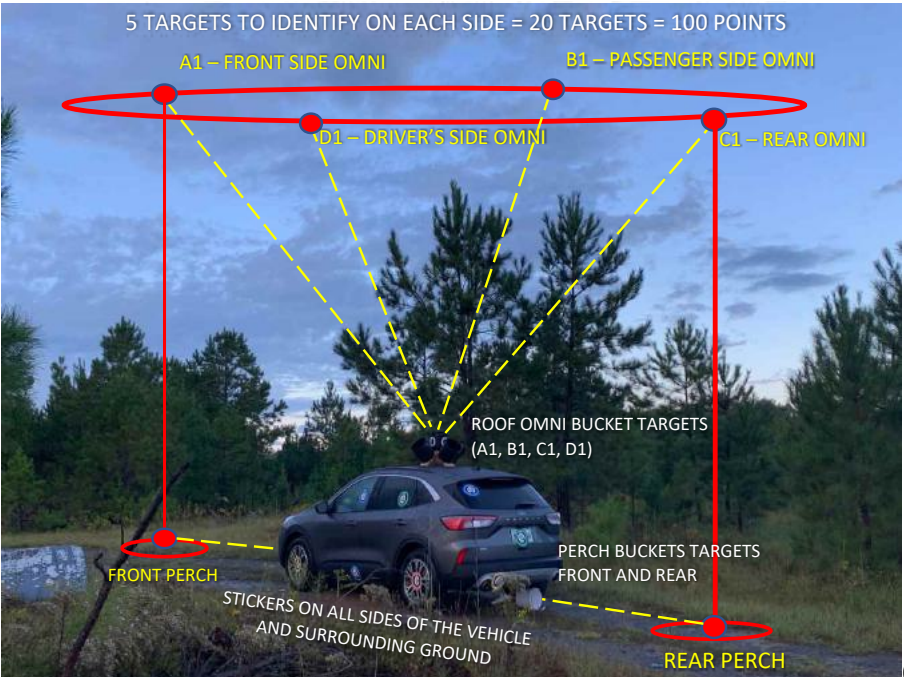 5 TARGETS TO IDENTIFY ON EACH SIDE = 20 TARGETS = 100 POINTS
A1 – FRONT SIDE OMNI
B1 – PASSENGER SIDE OMNI
D1 – DRIVER'S SIDE OMNI
C1 – REAR OMNI
ROOF OMNI BUCKET TARGETS
(A1, B1, C1, D1)
PERCH BUCKETS TARGETS
FRONT AND REAR
FRONT PERCH
STICKERS ON ALL SIDES OF THE VEHICLE
AND SURROUNDING GROUND
REAR PERCH